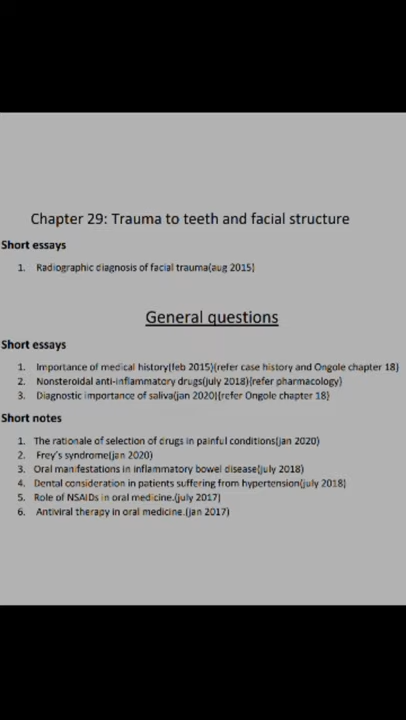 Chapter 29: Trauma to teeth and facial structure
Short essays
1. Radiographic diagnosis of facial trauma(aug 2015)
General questions
Short essays
1. Importance of medical history(feb 2015)(refer case history and Ongole chapter 18)
2. Nonsteroidal anti-inflammatory drugs(july 2018)(refer pharmacology)
3. Diagnostic importance of saliva(jan 2020)(refer Ongole chapter 18)
Short notes
1. The rationale of selection of drugs in painful conditions(jan 2020)
2. Frey's syndrome(jan 2020)
3. Oral manifestations in inflammatory bowel disease(july 2018)
4. Dental consideration in patients suffering from hypertension(july 2018)
5. Role of NSAIDs in oral medicine.(july 2017)
6. Antiviral therapy in oral medicine.(jan 2017)